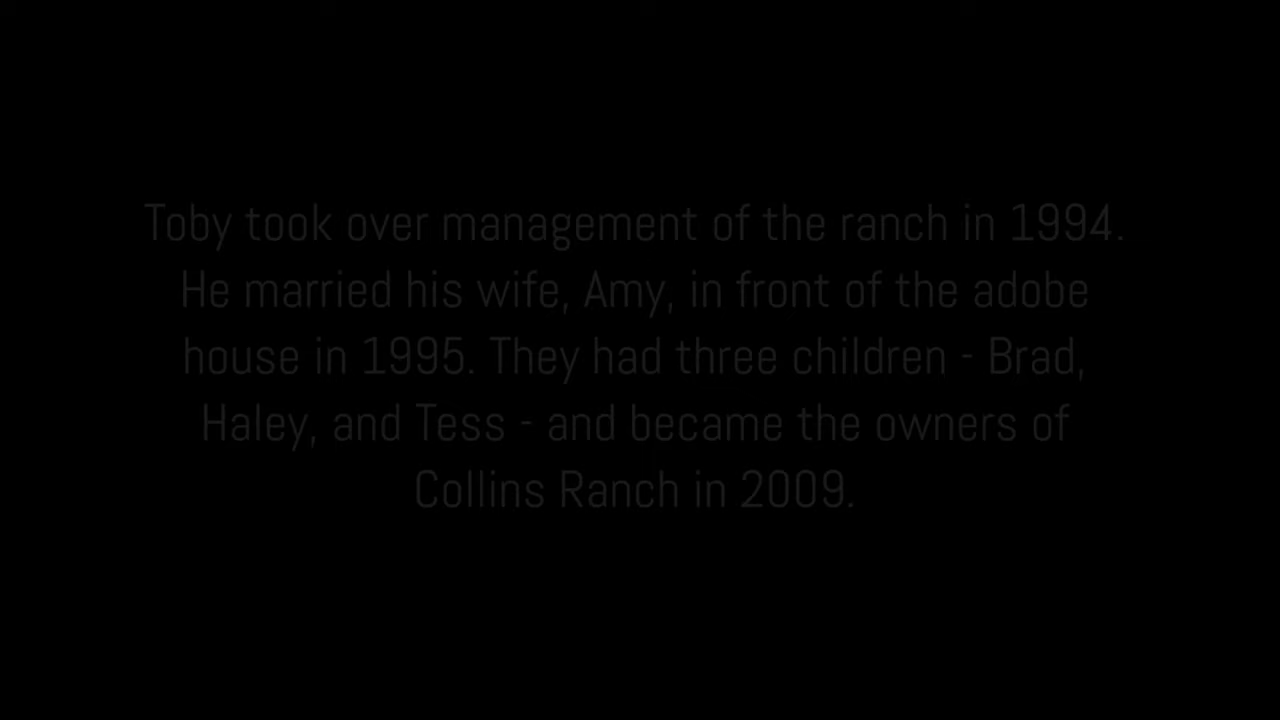 Toby took over management of the ranch in 1994.
He married his wife, Amy, in front of the adobe
house in 1995. They had three children - Brad,
Haley, and Tess - and became the owners of
Collins Ranch in 2009.